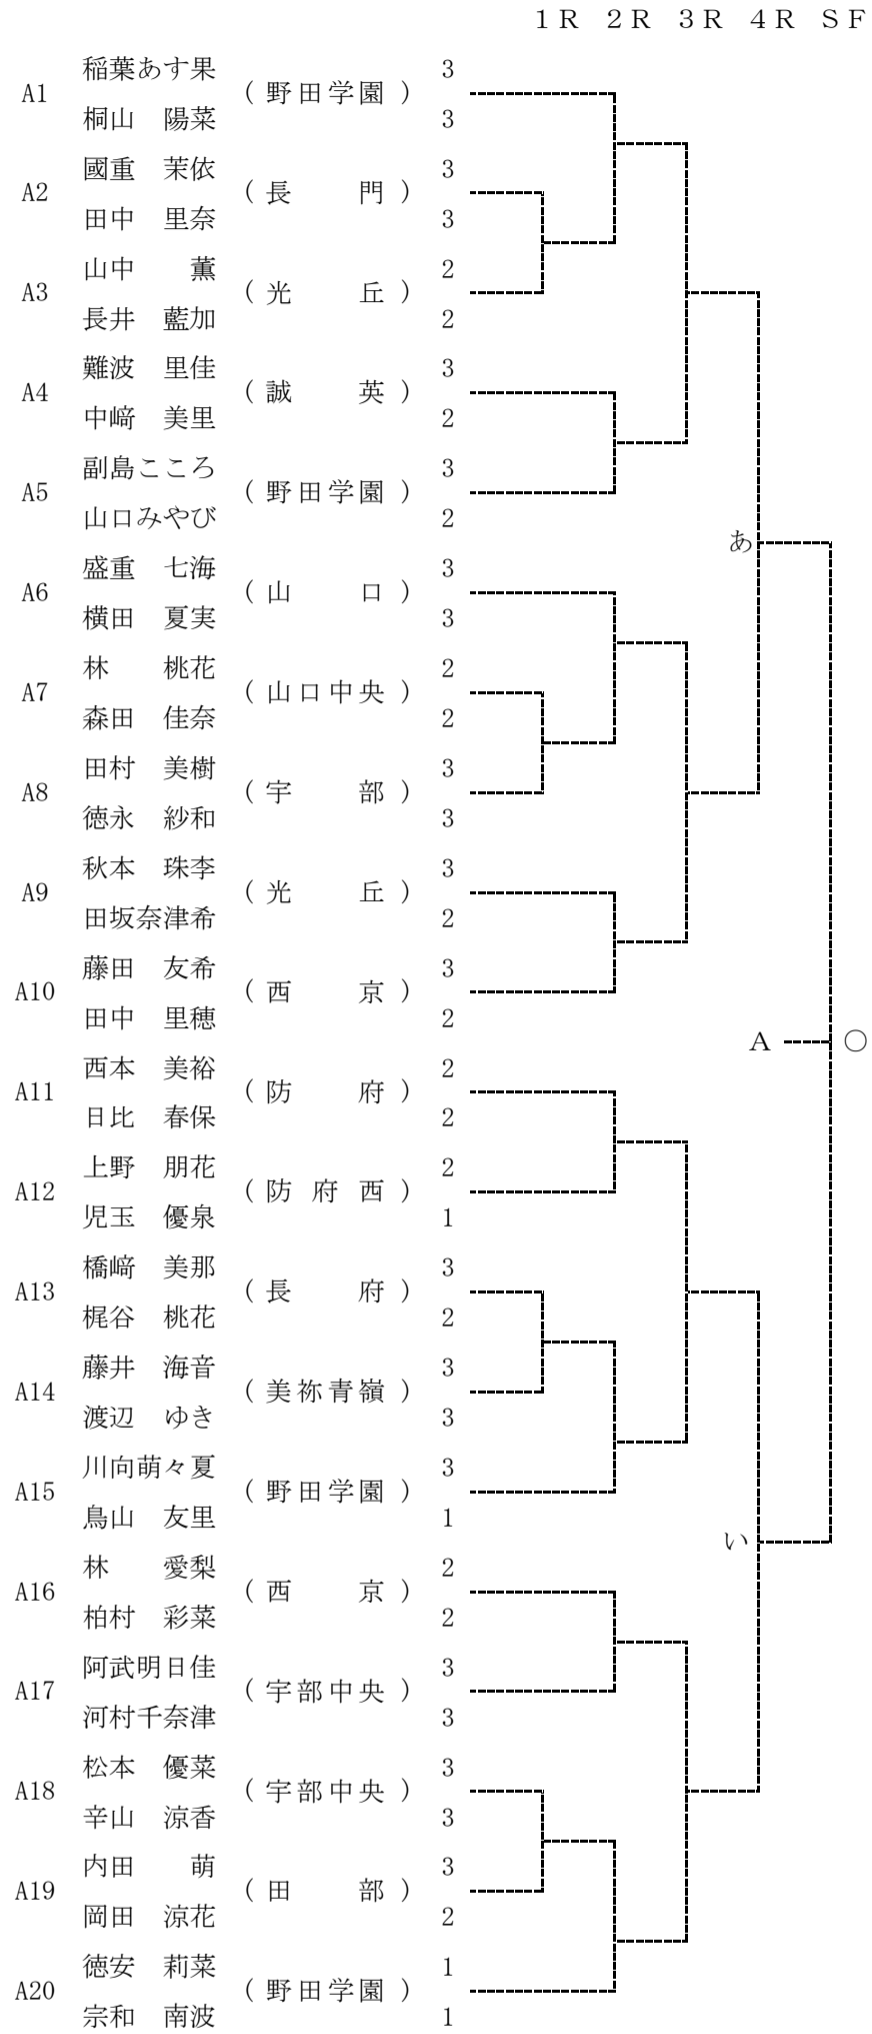 １Ｒ ２Ｒ ３Ｒ ４Ｒ ＳＦ
稲葉あす果 3
A1 （野田学園）
桐山　陽菜 3
國重　茉依 3
A2 （長　門）
田中　里奈 3
山中　　薫 2
A3 （光　丘）
長井　藍加 2
難波　里佳 3
A4 （誠　英）
中﨑　美里 2
副島こころ 3
A5 （野田学園）
山口みやび 2
あ
盛重　七海 3
A6 （山　口）
横田　夏実 3
林　　桃花 2
A7 （山口中央）
森田　佳奈 2
田村　美樹 3
A8 （宇　部）
徳永　紗和 3
秋本　珠李 3
A9 （光　丘）
田坂奈津希 2
藤田　友希 3
A10 （西　京）
田中　里穂 2
Ａ ○
西本　美裕 2
A11 （防　府）
日比　春保 2
上野　朋花 2
A12 （防府西）
児玉　優泉 1
橋﨑　美那 3
A13 （長　府）
梶谷　桃花 2
藤井　海音 3
A14 （美祢青嶺）
渡辺　ゆき 3
川向萌々夏 3
A15 （野田学園）
鳥山　友里 1
い
林　　愛梨 2
A16 （西　京）
柏村　彩菜 2
阿武明日佳 3
A17 （宇部中央）
河村千奈津 3
松本　優菜 3
A18 （宇部中央）
辛山　涼香 3
内田　　萌 3
A19 （田　部）
岡田　涼花 2
徳安　莉菜 1
A20 （野田学園）
宗和　南波 1